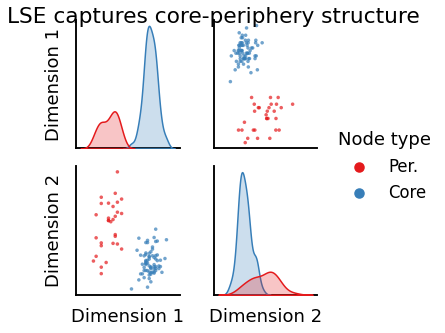 LSE captures core-periphery structure
Dimension 1
Node type
Per.
Core
Dimension 2
Dimension 1
Dimension 2